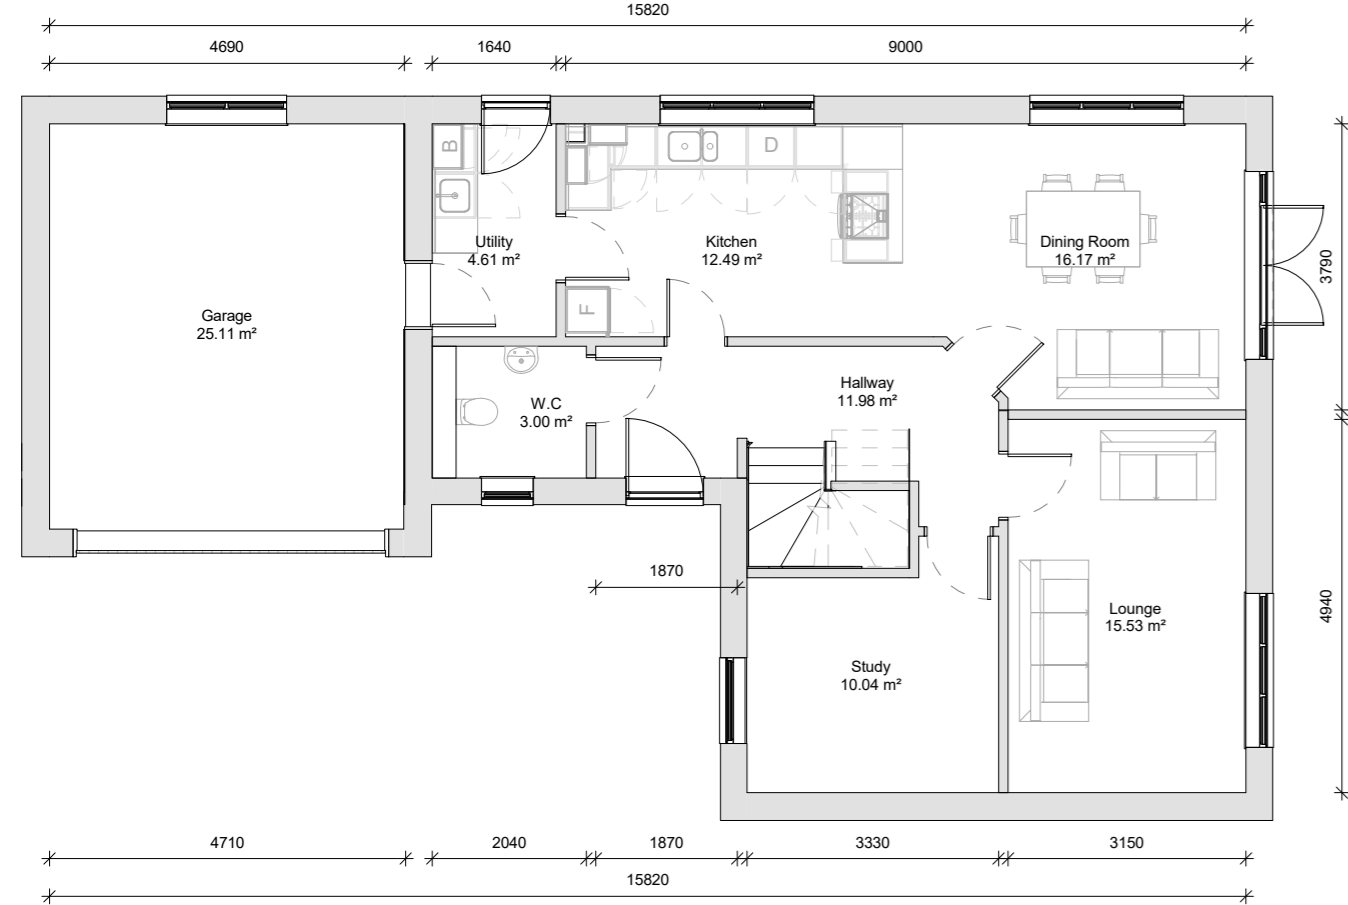 15820
4690
1640
9000
B
D
Utility
4.61 m²
Kitchen
12.49 m²
Dining Room
16.17 m²
3790
Garage
25.11 m²
F
Hallway
11.98 m²
W.C
3.00 m²
1870
Lounge
15.53 m²
4940
Study
10.04 m²
4710
2040
1870
3330
3150
15820